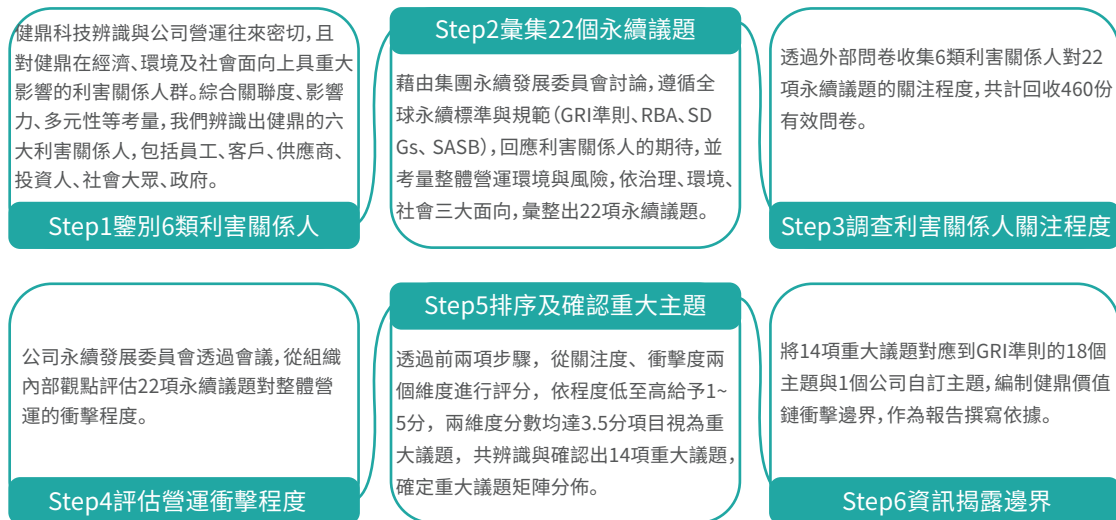 健鼎科技辨識與公司營運往來密切，且
對健鼎在經濟、環境及社會面向上具重大
影響的利害關係人群。綜合關聯度、影響
力、多元性等考量，我們辨識出健鼎的六
大利害關係人，包括員工、客戶、供應商、
投資人、社會大眾、政府。
Step1鑒別6類利害關係人
Step2彙集22個永續議題
藉由集團永續發展委員會討論，遵循全
球永續標準與規範（GRI準則、RBA、SD
Gs、SASB），回應利害關係人的期待，並
考量整體營運環境與風險，依治理、環境、
社會三大面向，彙整出22項永續議題。
透過外部問卷收集6類利害關係人對22
項永續議題的關注程度，共計回收460份
有效問卷。
Step3調查利害關係人關注程度
公司永續發展委員會透過會議，從組織
內部觀點評估22項永續議題對整體營
運的衝擊程度。
Step4評估營運衝擊程度
Step5排序及確認重大主題
透過前兩項步驟，從關注度、衝擊度兩
個維度進行評分，依程度低至高給予1~
5分，兩維度分數均達3.5分項目視為重
大議題，共辨識與確認出14項重大議題，
確定重大議題矩陣分佈。
將14項重大議題對應到GRI準則的18個
主題與1個公司自訂主題，編制健鼎價值
鏈衝擊邊界，作為報告撰寫依據。
Step6資訊揭露邊界